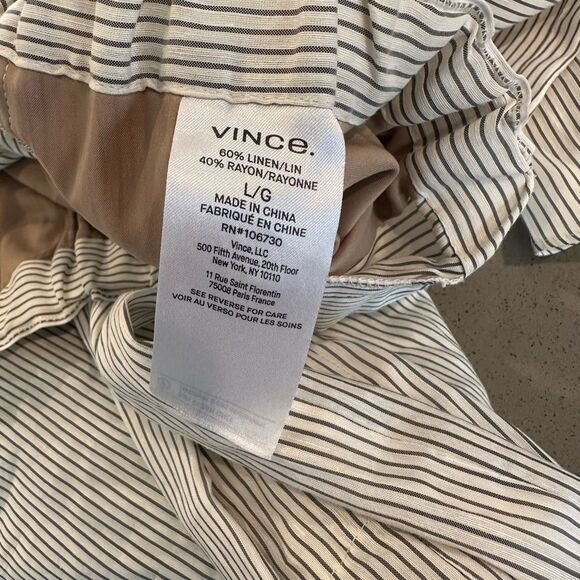 VINCE.
60% LINEN/LIN
40% RAYON/RAYONNE
L/G
MADE IN CHINA
FABRIQUÉ EN CHINE
RN#106730
Vince, LLC
500 Fifth Avenue, 20th Floor
New York, NY 10110
11 Rue Saint Florentin
75008 Paris France
SEE REVERSE FOR CARE
VOIR AU VERSO POUR LES SOINS